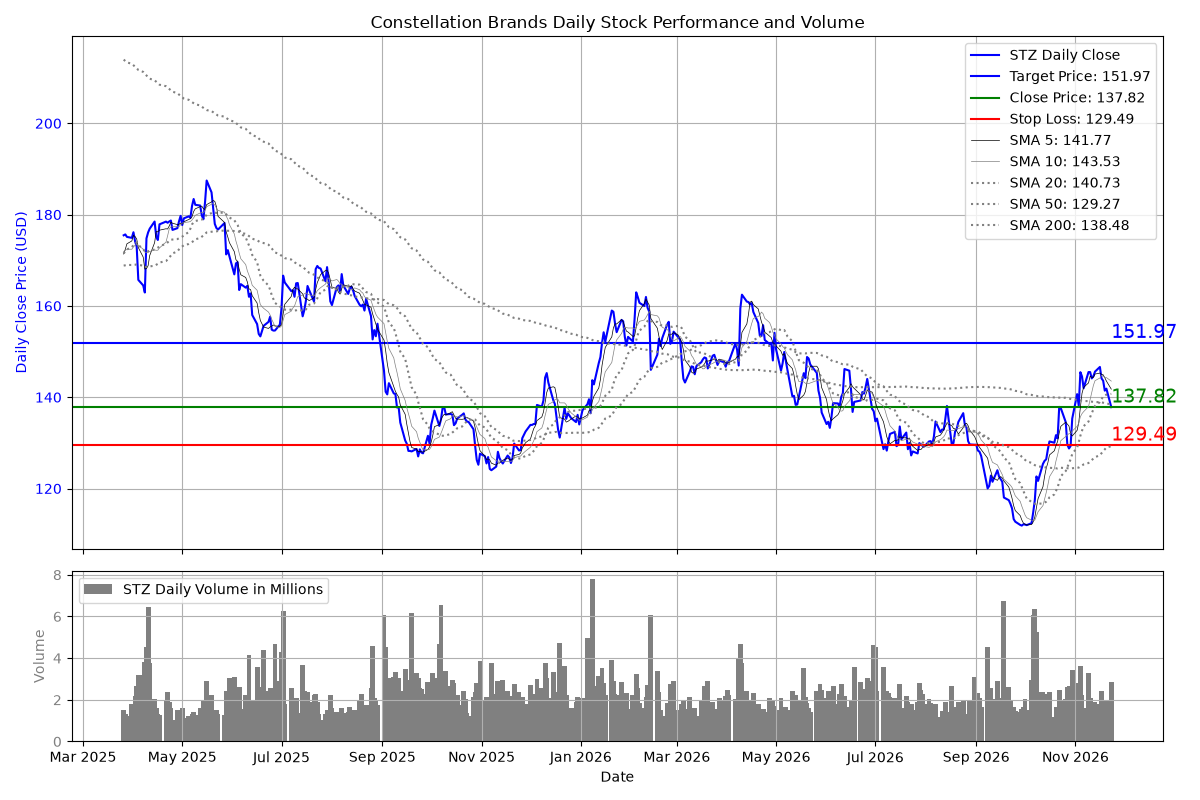 Constellation Brands Daily Stock Performance and Volume
Daily Close Price (USD)
200
180
160
140
120
STZ Daily Close
Target Price: 151.97
Close Price: 137.82
Stop Loss: 129.49
SMA 5: 141.77
SMA 10: 143.53
SMA 20: 140.73
SMA 50: 129.27
SMA 200: 138.48
151.97
137.82
129.49
Volume
8
6
4
2
0
STZ Daily Volume in Millions
Mar 2025
May 2025
Jul 2025
Sep 2025
Nov 2025
Jan 2026
Mar 2026
May 2026
Jul 2026
Sep 2026
Nov 2026
Date